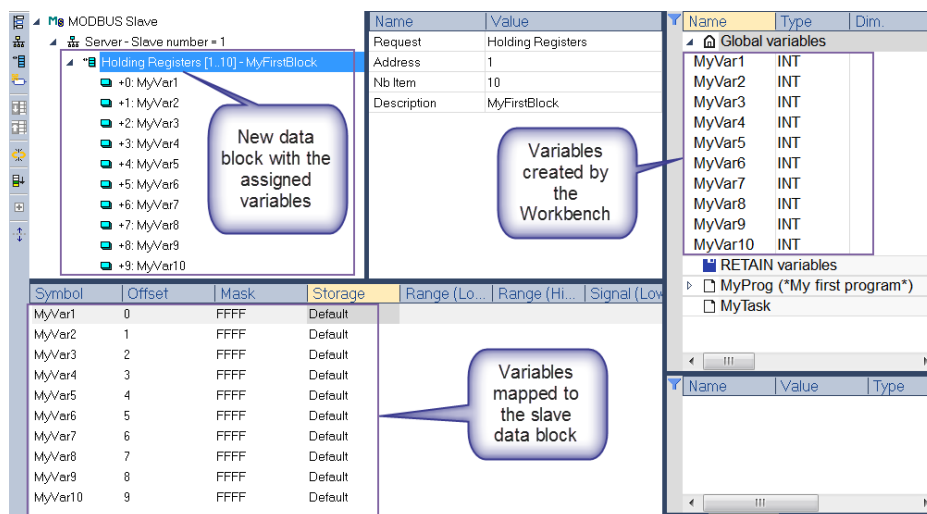 MODBUS Slave
Server - Slave number = 1
Holding Registers [1..10] - MyFirstBlock
+0: MyVar1
+1: MyVar2
+2: MyVar3
+3: MyVar4
+4: MyVar5
+5: MyVar6
+6: MyVar7
+7: MyVar8
+8: MyVar9
+9: MyVar10
New data
block with the
assigned
variables
Name Value
Request Holding Registers
Address 1
Nb Item 10
Description MyFirstBlock
Variables
created by
the
Workbench
Name Type Dim.
Global variables
MyVar1 INT
MyVar2 INT
MyVar3 INT
MyVar4 INT
MyVar5 INT
MyVar6 INT
MyVar7 INT
MyVar8 INT
MyVar9 INT
MyVar10 INT
RETAIN variables
MyProg (*My first program*)
MyTask
Symbol Offset Mask Storage Range (Lo... Range (Hi... Signal (Low
MyVar1 0 FFFF Default
MyVar2 1 FFFF Default
MyVar3 2 FFFF Default
MyVar4 3 FFFF Default
MyVar5 4 FFFF Default
MyVar6 5 FFFF Default
MyVar7 6 FFFF Default
MyVar8 7 FFFF Default
MyVar9 8 FFFF Default
MyVar10 9 FFFF Default
Variables
mapped to
the slave
data block
Name Value Type